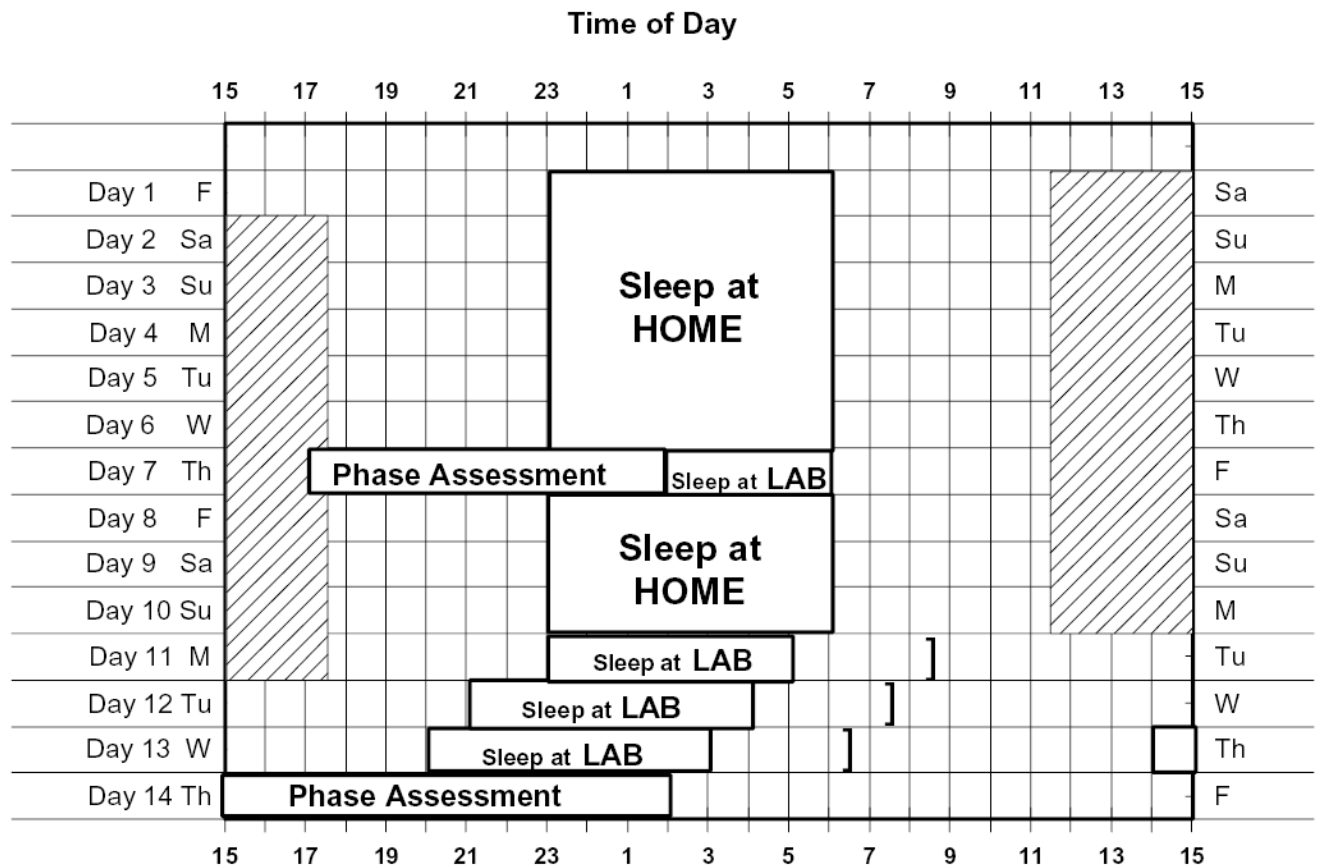 Time of Day
15 17 19 21 23 1 3 5 7 9 11 13 15
Day 1 F Sa
Day 2 Sa Su
Day 3 Su M
Day 4 M Tu
Day 5 Tu W
Day 6 W Th
Sleep at
HOME
Day 7 Th Phase Assessment Sleep at LAB F
Day 8 F Sa
Day 9 Sa Su
Day 10 Su M
Sleep at
HOME
Day 11 M Sleep at LAB ] Tu
Day 12 Tu Sleep at LAB ] W
Day 13 W Sleep at LAB ] Th
Day 14 Th Phase Assessment F
15 17 19 21 23 1 3 5 7 9 11 13 15